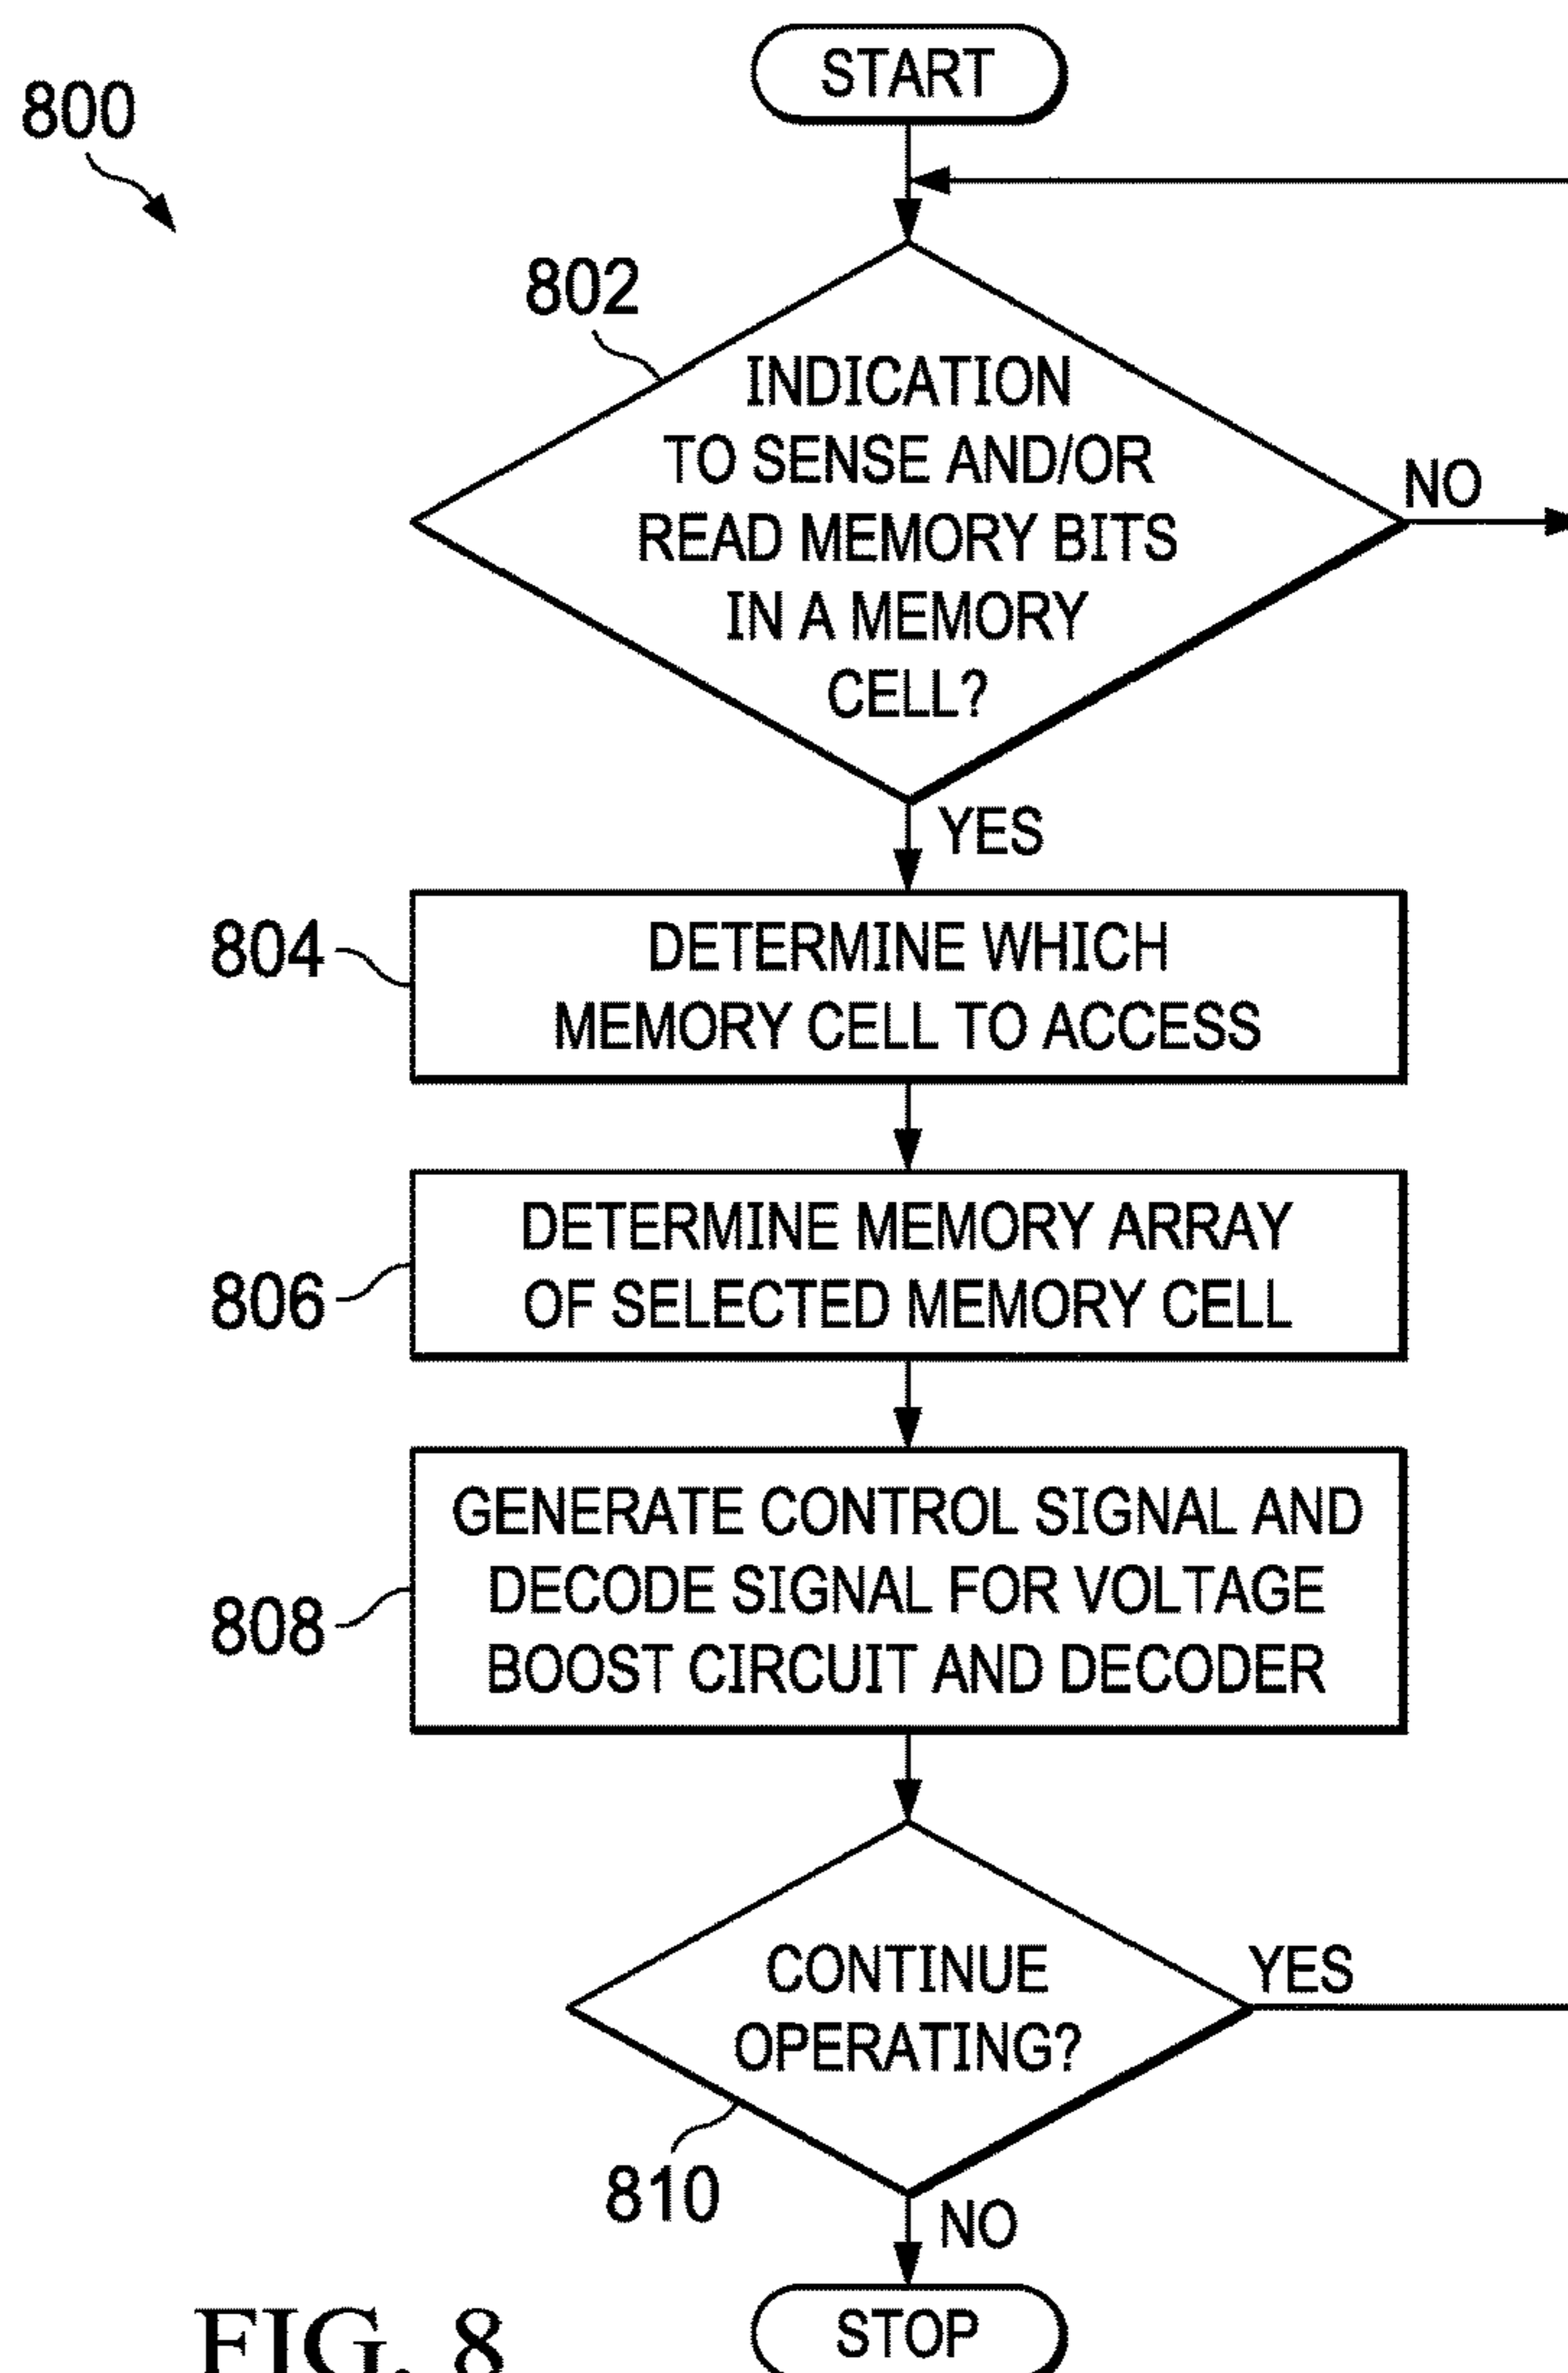 START
800
802
INDICATION
TO SENSE AND/OR
READ MEMORY BITS
IN A MEMORY
CELL?
NO
YES
804
DETERMINE WHICH
MEMORY CELL TO ACCESS
806
DETERMINE MEMORY ARRAY
OF SELECTED MEMORY CELL
808
GENERATE CONTROL SIGNAL AND
DECODE SIGNAL FOR VOLTAGE
BOOST CIRCUIT AND DECODER
CONTINUE
OPERATING?
YES
810
NO
STOP
FIG. 8